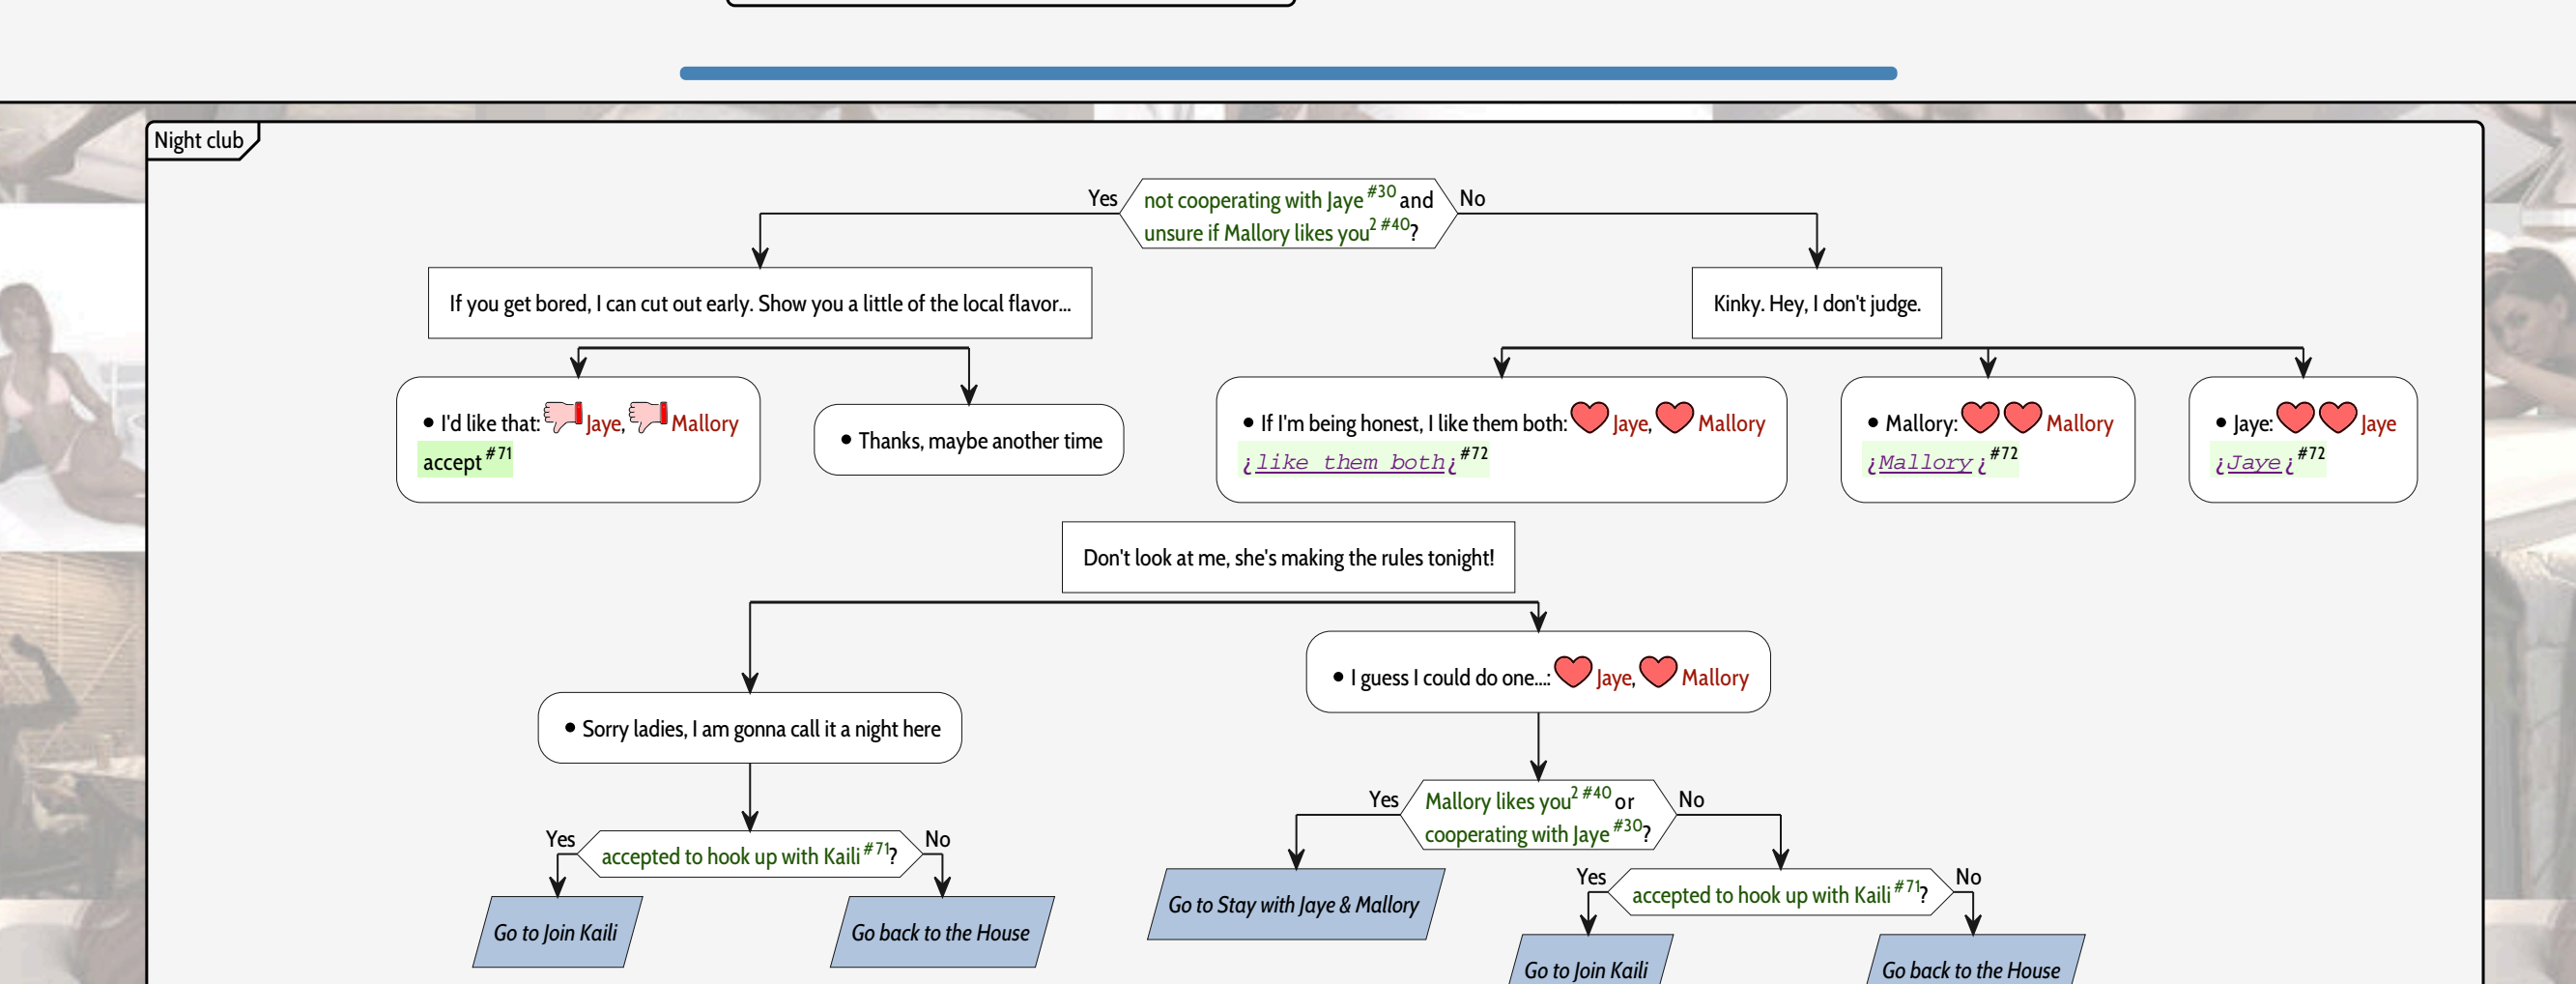 Night club
Yes
not cooperating with Jaye #30 and
unsure if Mallory likes you2 #40?
No
If you get bored, I can cut out early. Show you a little of the local flavor...
Kinky. Hey, I don't judge.
• I'd like that: Jaye, Mallory
accept #71
• Thanks, maybe another time
• If I'm being honest, I like them both: Jaye, Mallory
¿like them both¿ #72
• Mallory: Mallory
¿Mallory¿ #72
• Jaye: Jaye
¿Jaye¿ #72
Don't look at me, she's making the rules tonight!
• Sorry ladies, I am gonna call it a night here
• I guess I could do one...: Jaye, Mallory
Yes
accepted to hook up with Kaili #71?
No
Go to Join Kaili
Go back to the House
Yes
Mallory likes you2 #40 or
cooperating with Jaye #30?
No
Go to Stay with Jaye & Mallory
Yes
accepted to hook up with Kaili #71?
No
Go to Join Kaili
Go back to the House